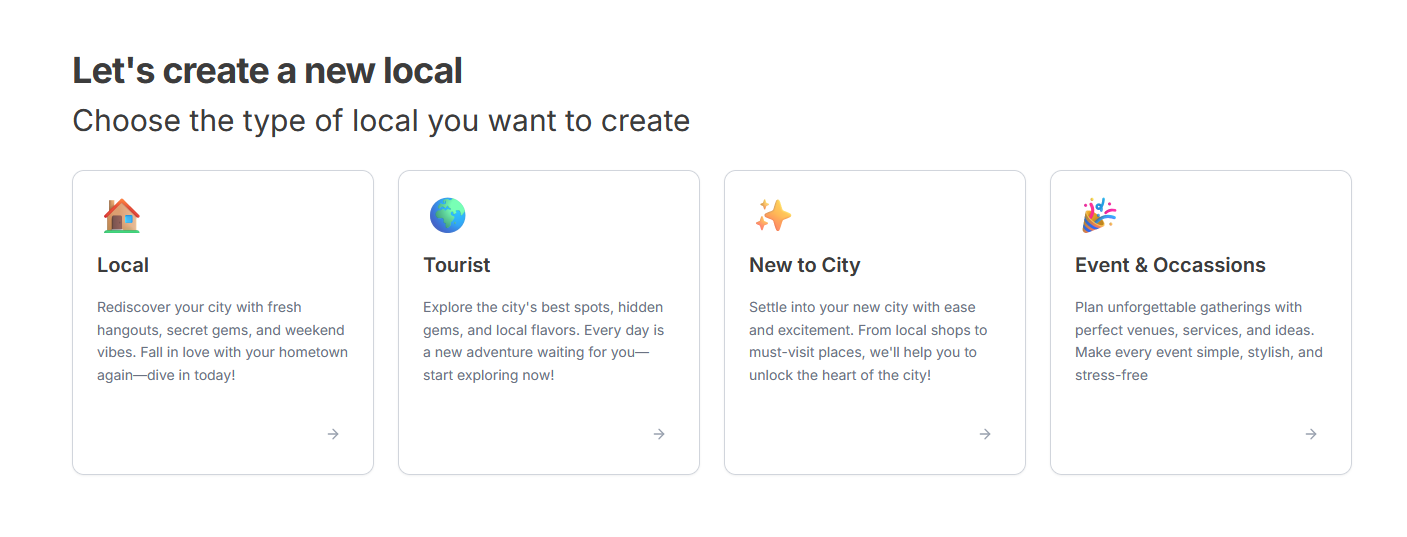 Let's create a new local
Choose the type of local you want to create
Local
Rediscover your city with fresh
hangouts, secret gems, and weekend
vibes. Fall in love with your hometown
again—dive in today!
Tourist
Explore the city's best spots, hidden
gems, and local flavors. Every day is
a new adventure waiting for you—
start exploring now!
New to City
Settle into your new city with ease
and excitement. From local shops to
must-visit places, we'll help you to
unlock the heart of the city!
Event & Occassions
Plan unforgettable gatherings with
perfect venues, services, and ideas.
Make every event simple, stylish, and
stress-free